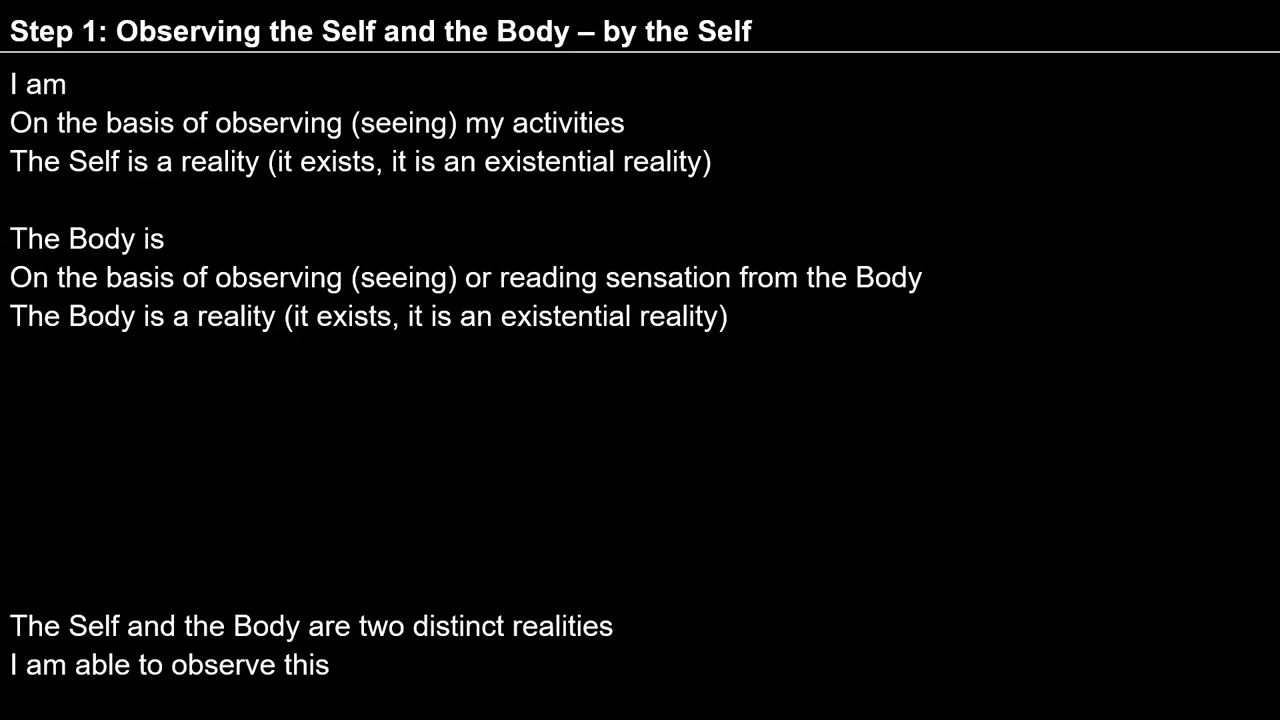 Step 1: Observing the Self and the Body – by the Self
I am
On the basis of observing (seeing) my activities
The Self is a reality (it exists, it is an existential reality)
The Body is
On the basis of observing (seeing) or reading sensation from the Body
The Body is a reality (it exists, it is an existential reality)
The Self and the Body are two distinct realities
I am able to observe this